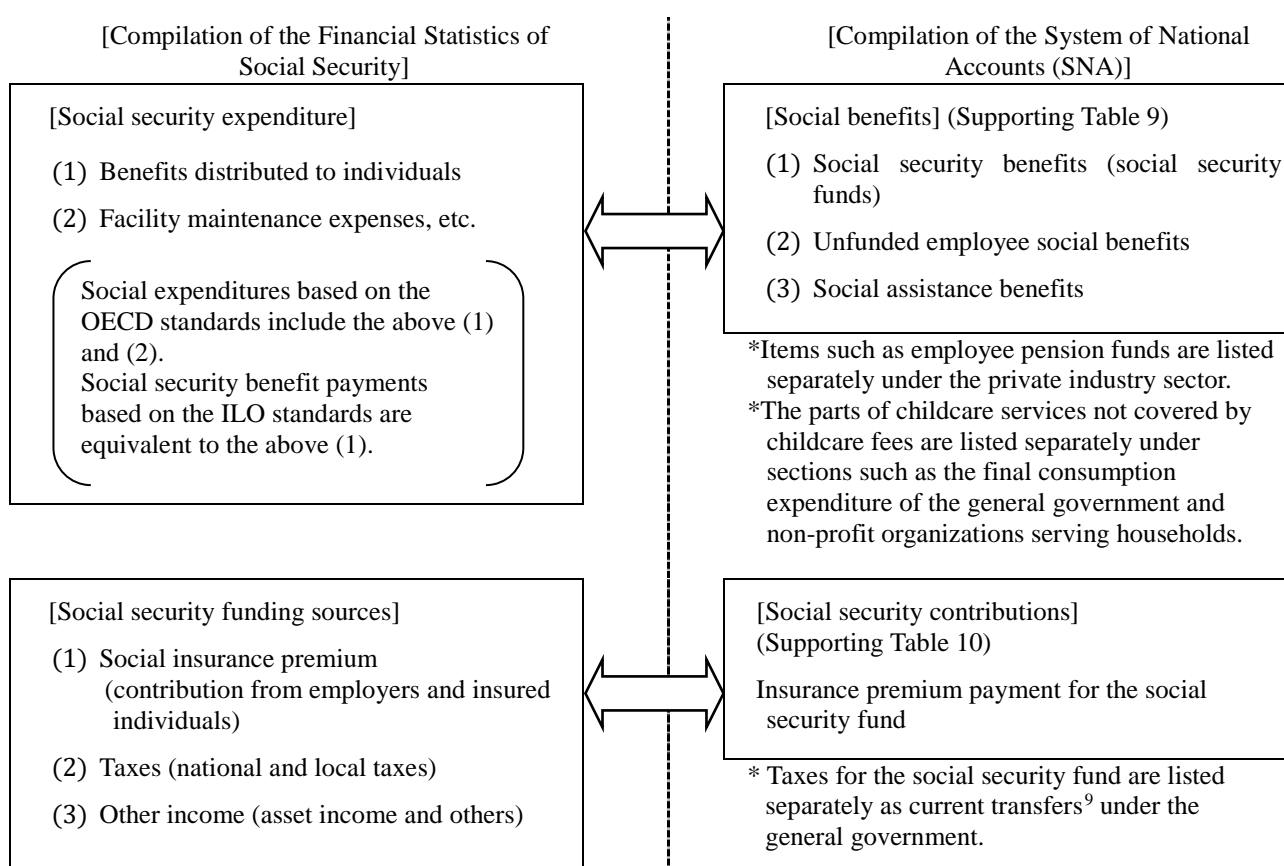 [Compilation of the Financial Statistics of
Social Security]
[Social security expenditure]
(1) Benefits distributed to individuals
(2) Facility maintenance expenses, etc.
Social expenditures based on the
OECD standards include the above (1)
and (2).
Social security benefit payments
based on the ILO standards are
equivalent to the above (1).
[Compilation of the System of National
Accounts (SNA)]
[Social benefits] (Supporting Table 9)
(1) Social security benefits (social security
funds)
(2) Unfunded employee social benefits
(3) Social assistance benefits
*Items such as employee pension funds are listed
separately under the private industry sector.
*The parts of childcare services not covered by
childcare fees are listed separately under
sections such as the final consumption
expenditure of the general government and
non-profit organizations serving households.
[Social security funding sources]
(1) Social insurance premium
(contribution from employers and insured
individuals)
(2) Taxes (national and local taxes)
(3) Other income (asset income and others)
[Social security contributions]
(Supporting Table 10)
Insurance premium payment for the social
security fund
* Taxes for the social security fund are listed
separately as current transfers9 under the
general government.